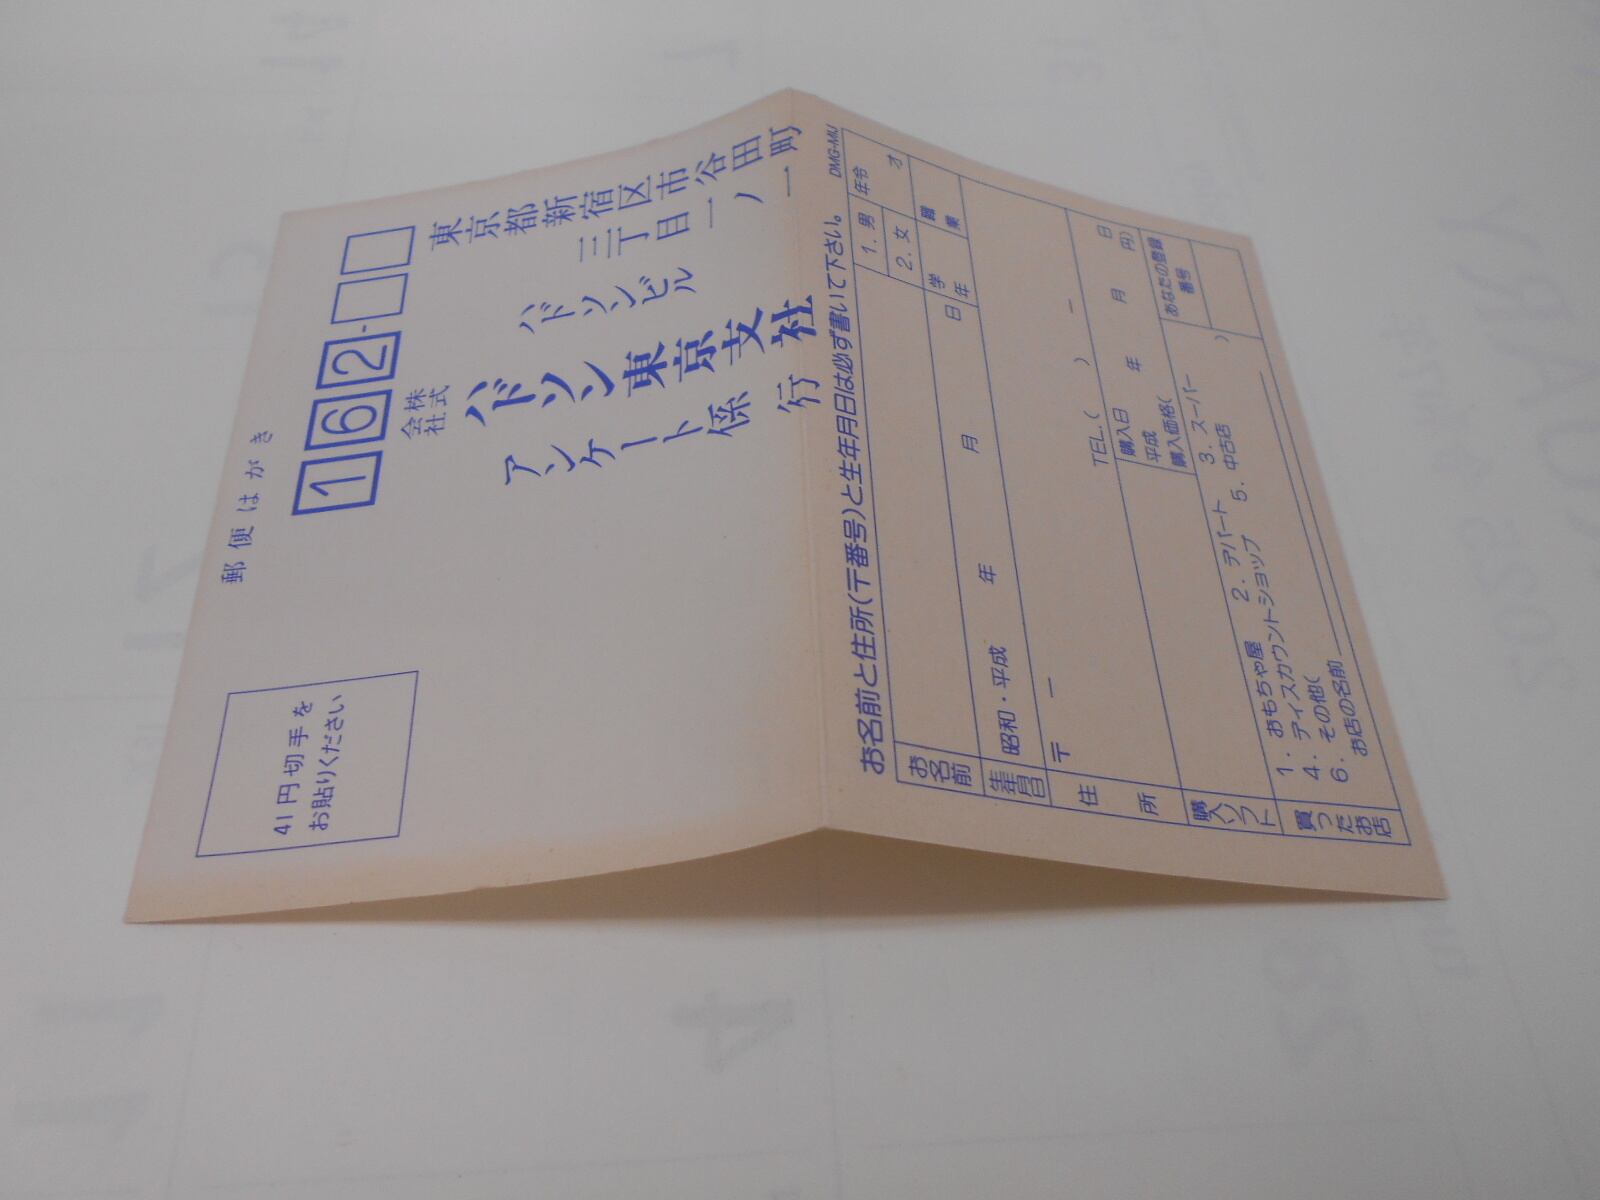 郵便はがき
162-
東京都新宿区市谷田町
三丁目一ノ一
ハドソンビル
株式会社
ハドソン東京支社
アンケート係 行
41円切手を
お貼りください
DMG-MU
お名前と住所(〒番号)と生年月日は必ず書いて下さい。
お名前
1. 男
2. 女
年令
才
生年月日
昭和・平成 年 月 日
学年
職業
住所
〒 ー ー
TEL.( )
購入ソフト
購入日
平成 年 月 日
購入価格( 円)
買ったお店
1. おもちゃ屋 2. デパート 3. スーパー
4. ディスカウントショップ 5. 中古店
6. その他( )
お店の名前
あなたの登録番号